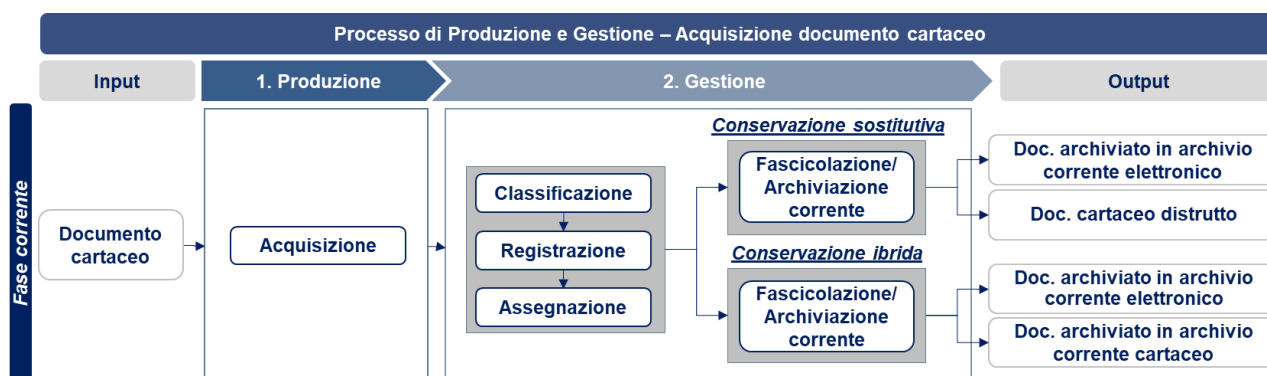 Processo di Produzione e Gestione – Acquisizione documento cartaceo
Input
1. Produzione
2. Gestione
Output
Fase corrente
Documento
cartaceo
Acquisizione
Classificazione
Registrazione
Assegnazione
Conservazione sostitutiva
Fascicolazione/
Archiviazione
corrente
Conservazione ibrida
Fascicolazione/
Archiviazione
corrente
Doc. archiviato in archivio
corrente elettronico
Doc. cartaceo distrutto
Doc. archiviato in archivio
corrente elettronico
Doc. archiviato in archivio
corrente cartaceo